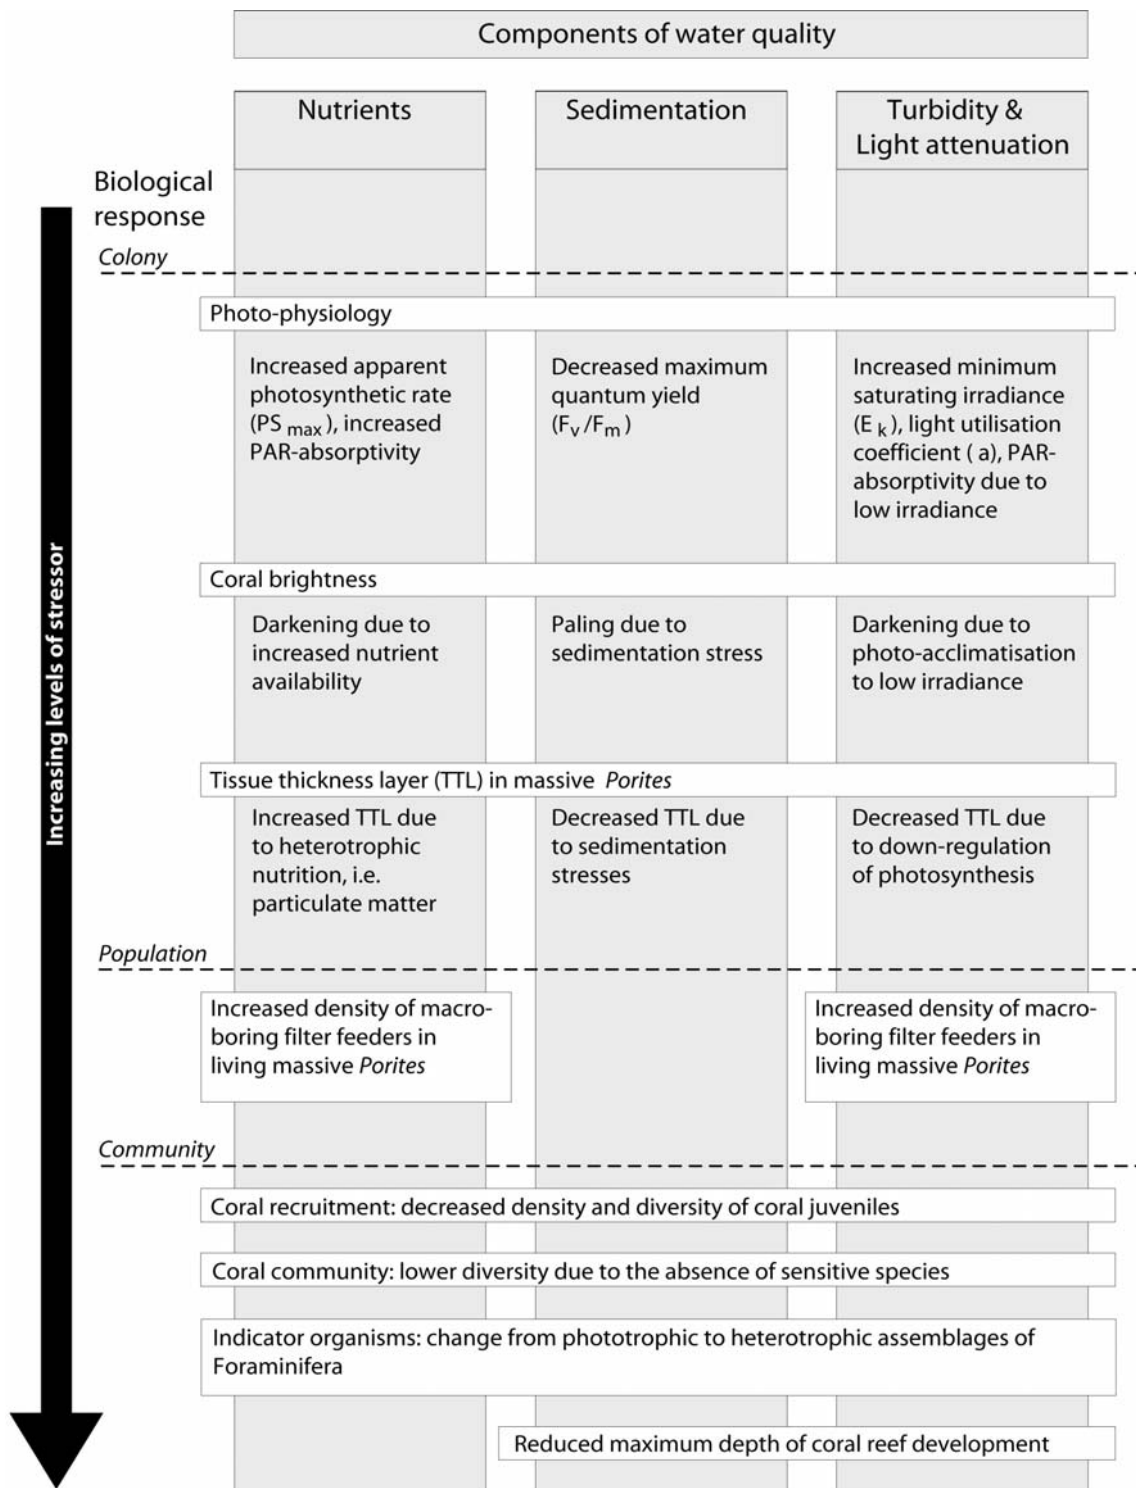 Components of water quality
Nutrients
Sedimentation
Turbidity &
Light attenuation
Biological
response
Increasing levels of stressor
Colony
Photo-physiology
Increased apparent
photosynthetic rate
(PS max), increased
PAR-absorptivity
Decreased maximum
quantum yield
(Fv/Fm)
Increased minimum
saturating irradiance
(E k), light utilisation
coefficient ( a), PAR-
absorptivity due to
low irradiance
Coral brightness
Darkening due to
increased nutrient
availability
Paling due to
sedimentation stress
Darkening due to
photo-acclimatisation
to low irradiance
Tissue thickness layer (TTL) in massive Porites
Increased TTL due
to heterotrophic
nutrition, i.e.
particulate matter
Decreased TTL due
to sedimentation
stresses
Decreased TTL due
to down-regulation
of photosynthesis
Population
Increased density of macro-
boring filter feeders in
living massive Porites
Increased density of macro-
boring filter feeders in
living massive Porites
Community
Coral recruitment: decreased density and diversity of coral juveniles
Coral community: lower diversity due to the absence of sensitive species
Indicator organisms: change from phototrophic to heterotrophic assemblages of
Foraminifera
Reduced maximum depth of coral reef development